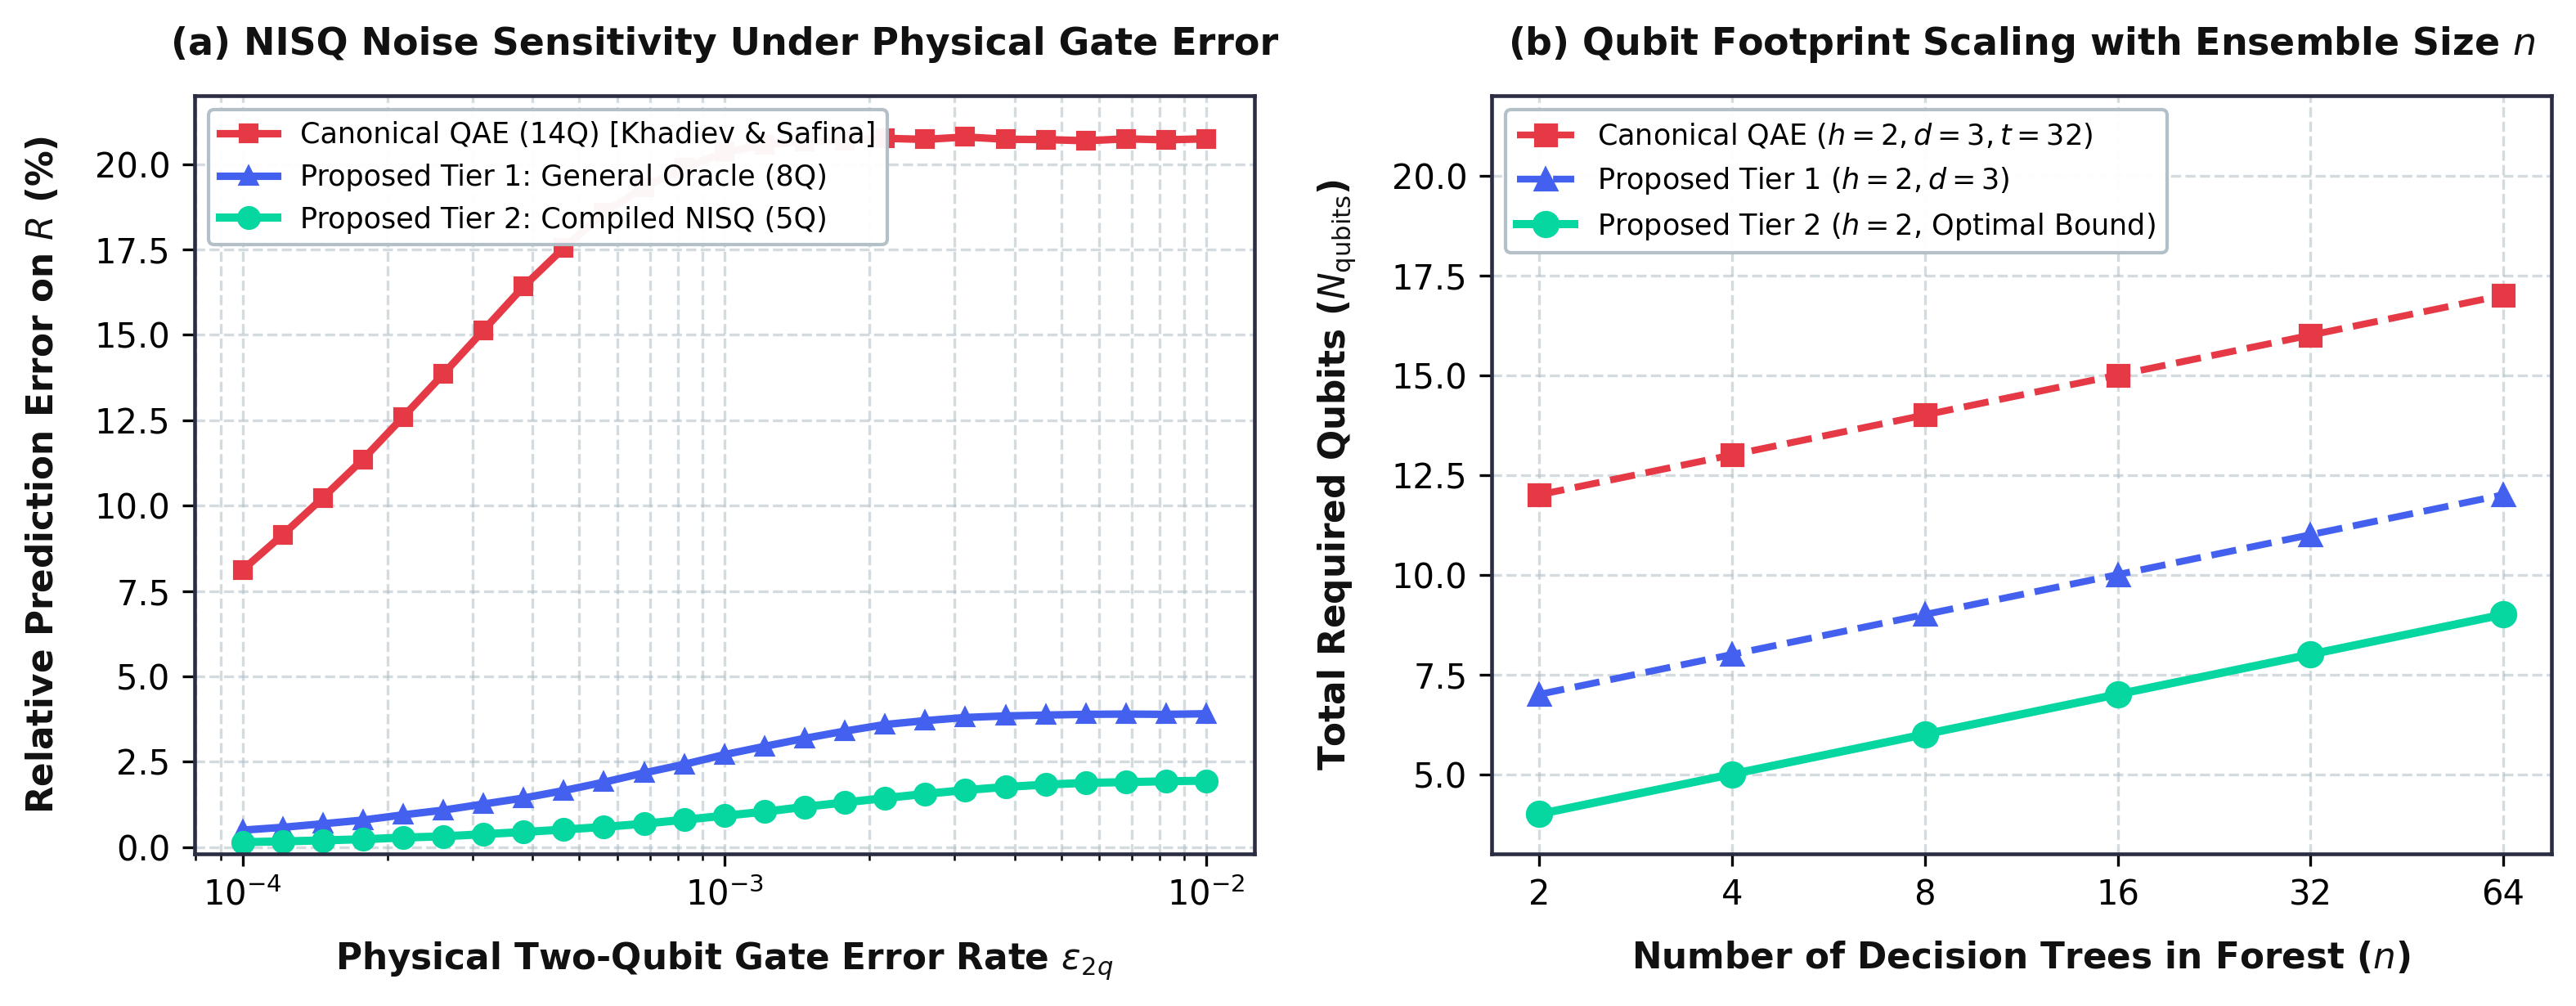 (a) NISQ Noise Sensitivity Under Physical Gate Error
Relative Prediction Error on R (%)
20.0
17.5
15.0
12.5
10.0
7.5
5.0
2.5
0.0
Canonical QAE (14Q) [Khadiev & Safina]
Proposed Tier 1: General Oracle (8Q)
Proposed Tier 2: Compiled NISQ (5Q)
10⁻⁴ 10⁻³ 10⁻²
Physical Two-Qubit Gate Error Rate ε₂q
(b) Qubit Footprint Scaling with Ensemble Size n
Total Required Qubits (Nqubits)
20.0
17.5
15.0
12.5
10.0
7.5
5.0
Canonical QAE (h = 2, d = 3, t = 32)
Proposed Tier 1 (h = 2, d = 3)
Proposed Tier 2 (h = 2, Optimal Bound)
2 4 8 16 32 64
Number of Decision Trees in Forest (n)